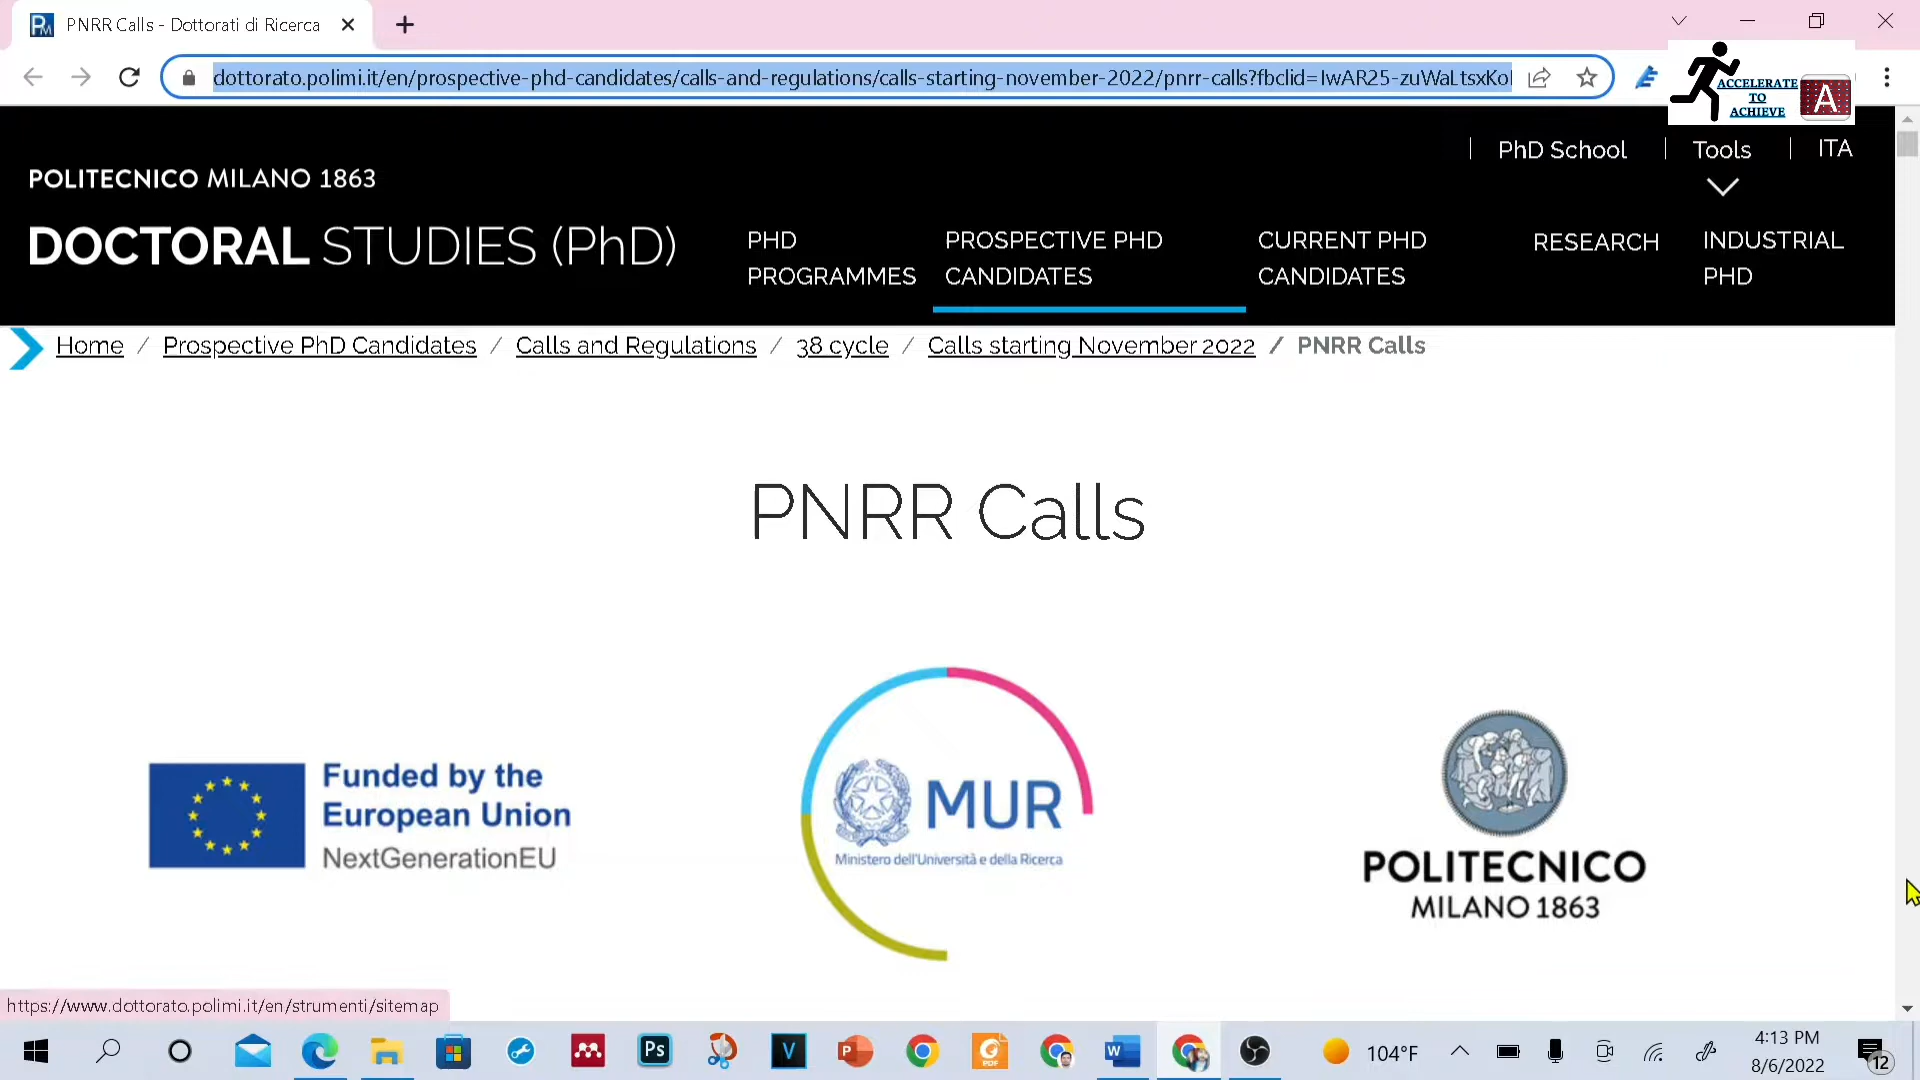 PNRR Calls - Dottorati di Ricerca
dottorato.polimi.it/en/prospective-phd-candidates/calls-and-regulations/calls-starting-november-2022/pnrr-calls?fbclid=IwAR25-zuWaLtsxKo
ACCELERATE
TO
ACHIEVE
A
PhD School
Tools
ITA
POLITECNICO MILANO 1863
DOCTORAL STUDIES (PhD)
PHD
PROGRAMMES
PROSPECTIVE PHD
CANDIDATES
CURRENT PHD
CANDIDATES
RESEARCH
INDUSTRIAL
PHD
Home / Prospective PhD Candidates / Calls and Regulations / 38 cycle / Calls starting November 2022 / PNRR Calls
PNRR Calls
Funded by the
European Union
NextGenerationEU
MUR
Ministero dell'Università e della Ricerca
POLITECNICO
MILANO 1863
https://www.dottorato.polimi.it/en/strumenti/sitemap
Ps
V
P
PDF
W
104°F
4:13 PM
8/6/2022
12